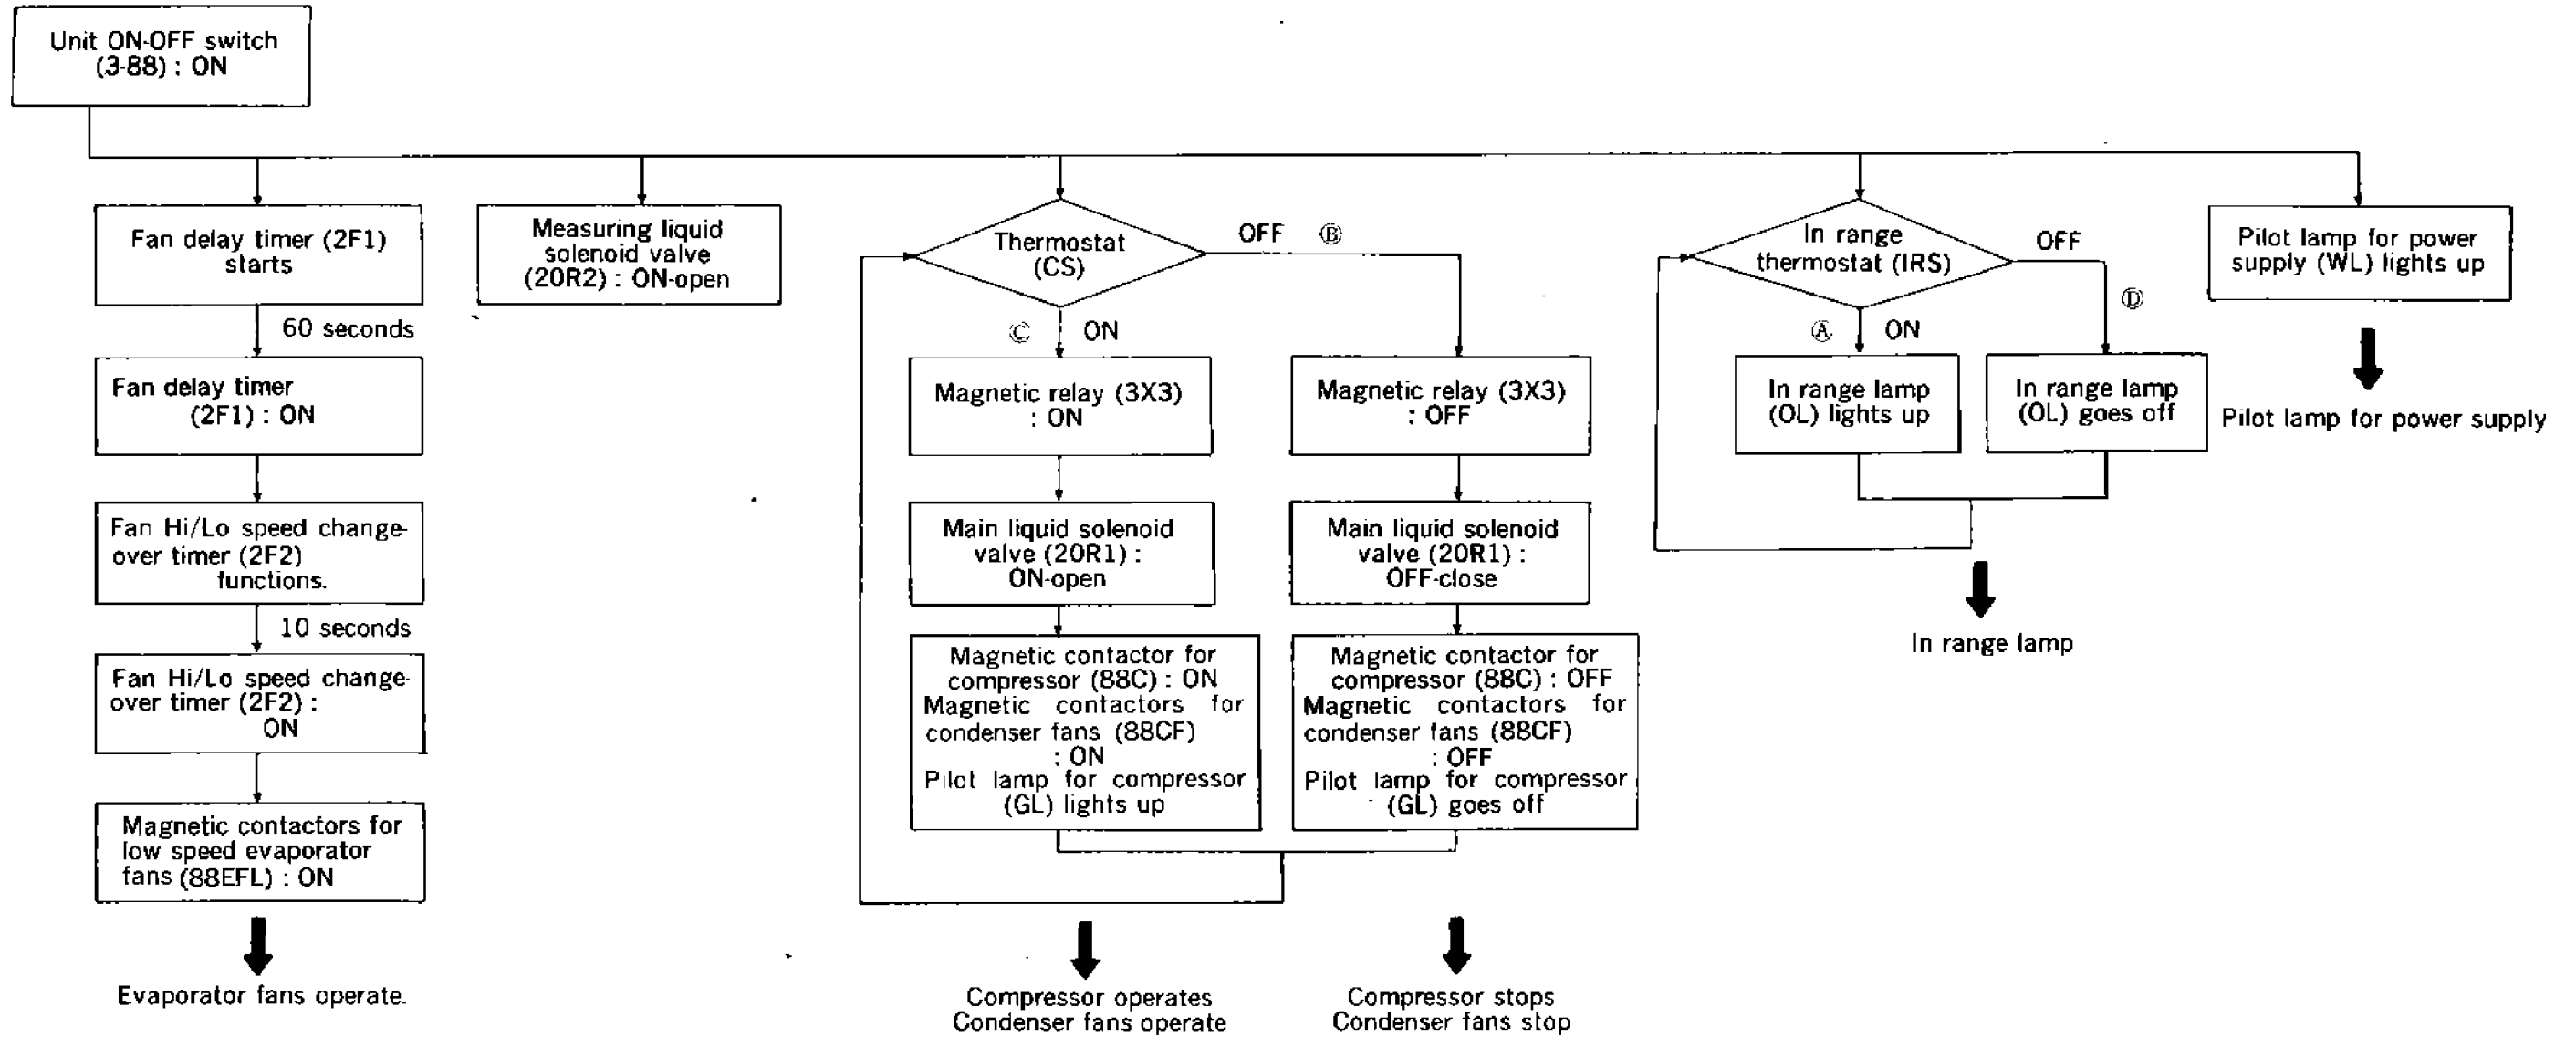 Unit ON-OFF switch
(3-88) : ON
Fan delay timer (2F1)
starts
60 seconds
Fan delay timer
(2F1) : ON
Fan Hi/Lo speed change-
over timer (2F2)
functions.
10 seconds
Fan Hi/Lo speed change-
over timer (2F2) :
ON
Magnetic contactors for
low speed evaporator
fans (88EFL) : ON
Evaporator fans operate.
Measuring liquid
solenoid valve
(20R2) : ON-open
Thermostat
(CS)
OFF Ⓑ
Ⓒ ON
Magnetic relay (3X3)
: ON
Main liquid solenoid
valve (20R1) :
ON-open
Magnetic contactor for
compressor (88C) : ON
Magnetic contactors for
condenser fans (88CF)
: ON
Pilot lamp for compressor
(GL) lights up
Compressor operates
Condenser fans operate
Magnetic relay (3X3)
: OFF
Main liquid solenoid
valve (20R1) :
OFF-close
Magnetic contactor for
compressor (88C) : OFF
Magnetic contactors for
condenser fans (88CF)
: OFF
Pilot lamp for compressor
(GL) goes off
Compressor stops
Condenser fans stop
In range
thermostat (IRS)
OFF
Ⓓ
Ⓐ ON
In range lamp
(OL) lights up
In range lamp
(OL) goes off
In range lamp
Pilot lamp for power
supply (WL) lights up
Pilot lamp for power supply